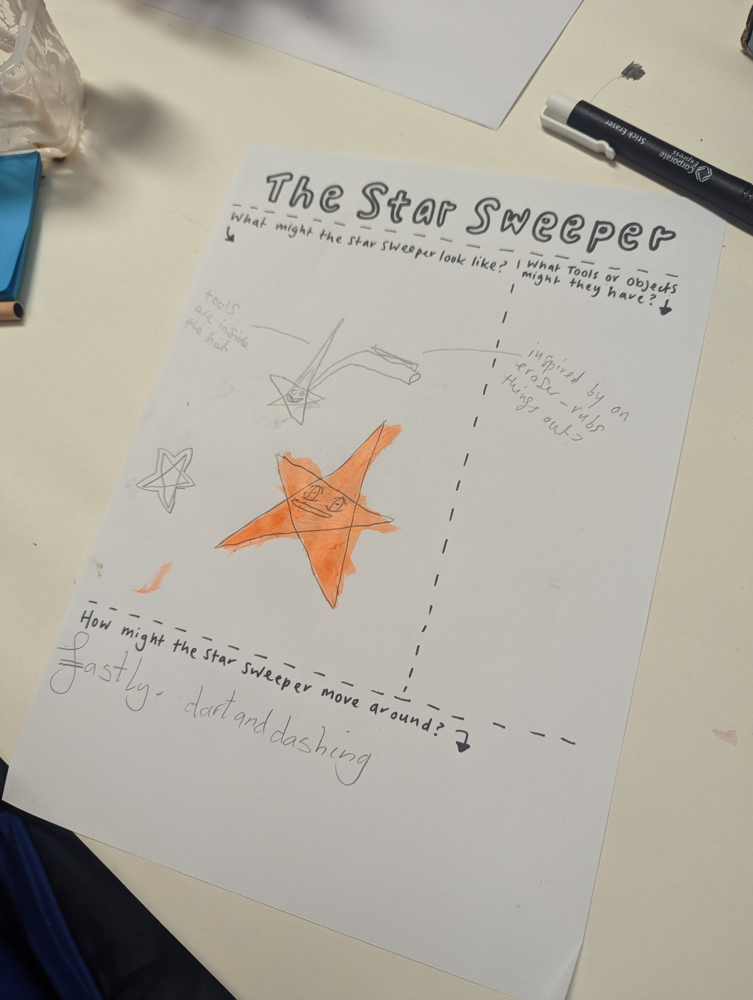 The Star Sweeper
What might the star sweeper look like?
What Tools or objects
might they have?
tools
are inside
the hat
inspired by an
eraser - rubs
things out
How might the star sweeper move around?
fastly. dart and dashing
Stick Eraser
Corporate
Express